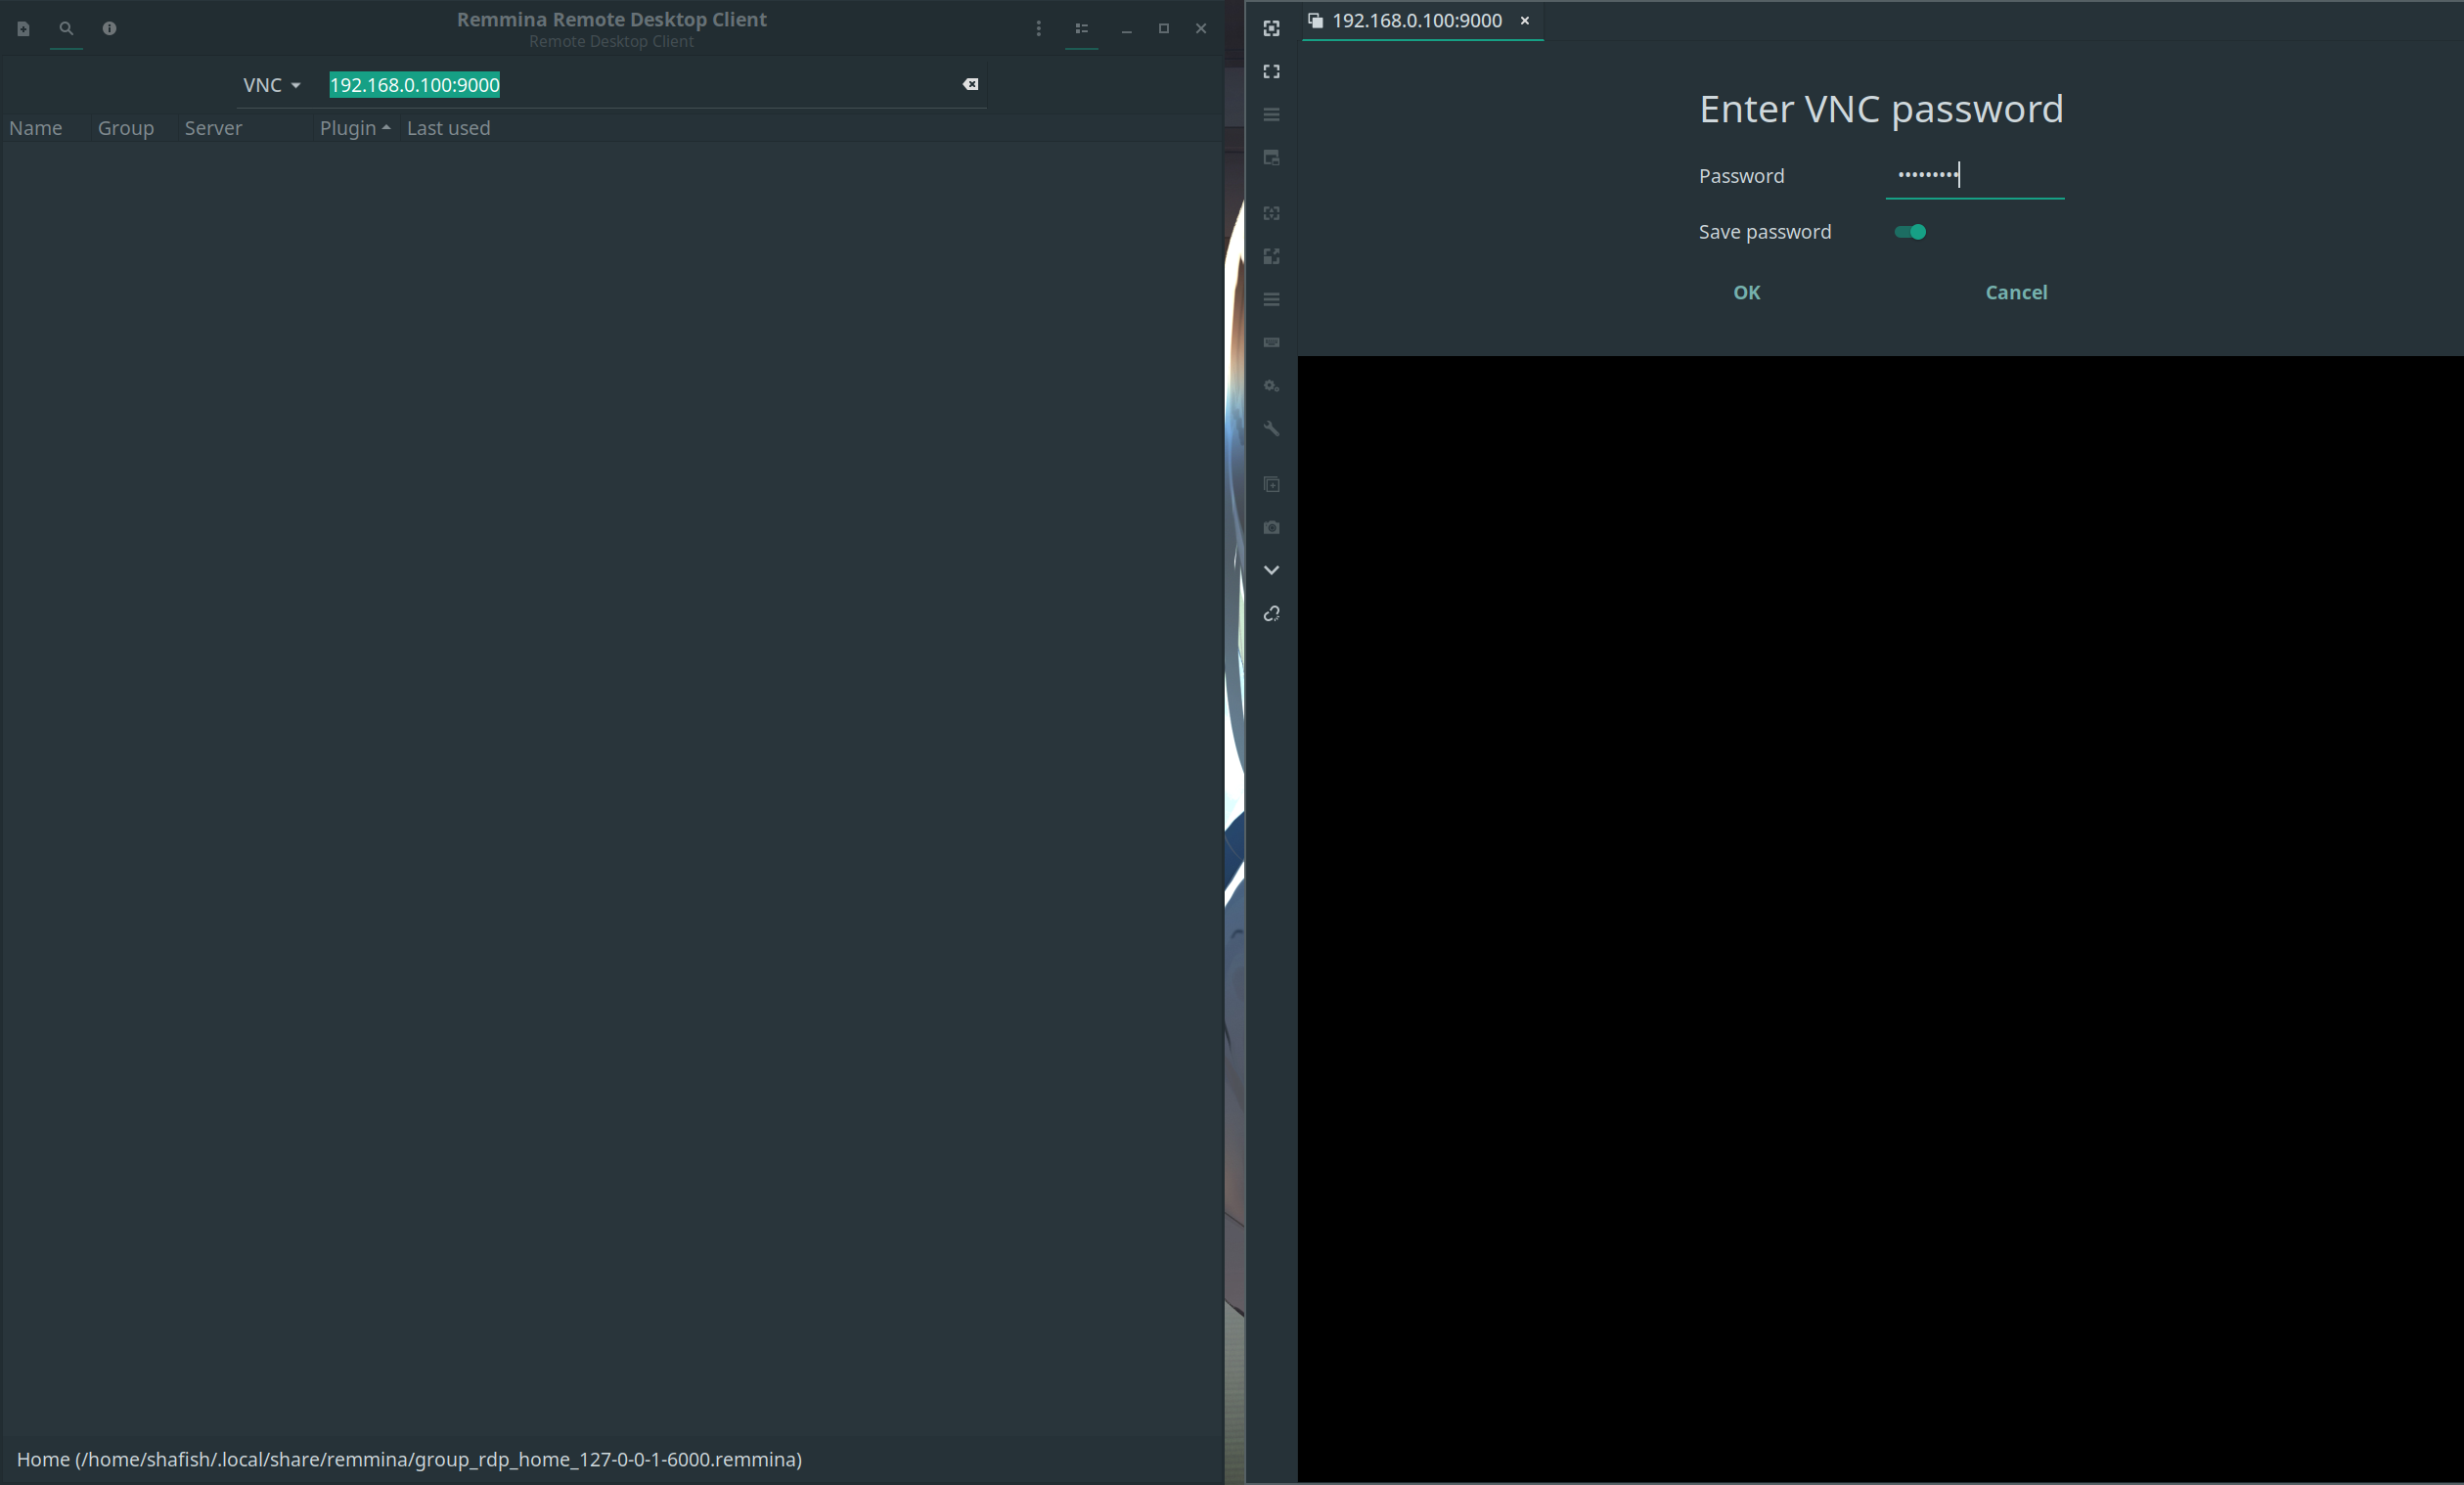 Remmina Remote Desktop Client
Remote Desktop Client
VNC 192.168.0.100:9000
Name Group Server Plugin Last used
Home (/home/shafish/.local/share/remmina/group_rdp_home_127-0-0-1-6000.remmina)
192.168.0.100:9000
Enter VNC password
Password •••••••••
Save password
OK Cancel